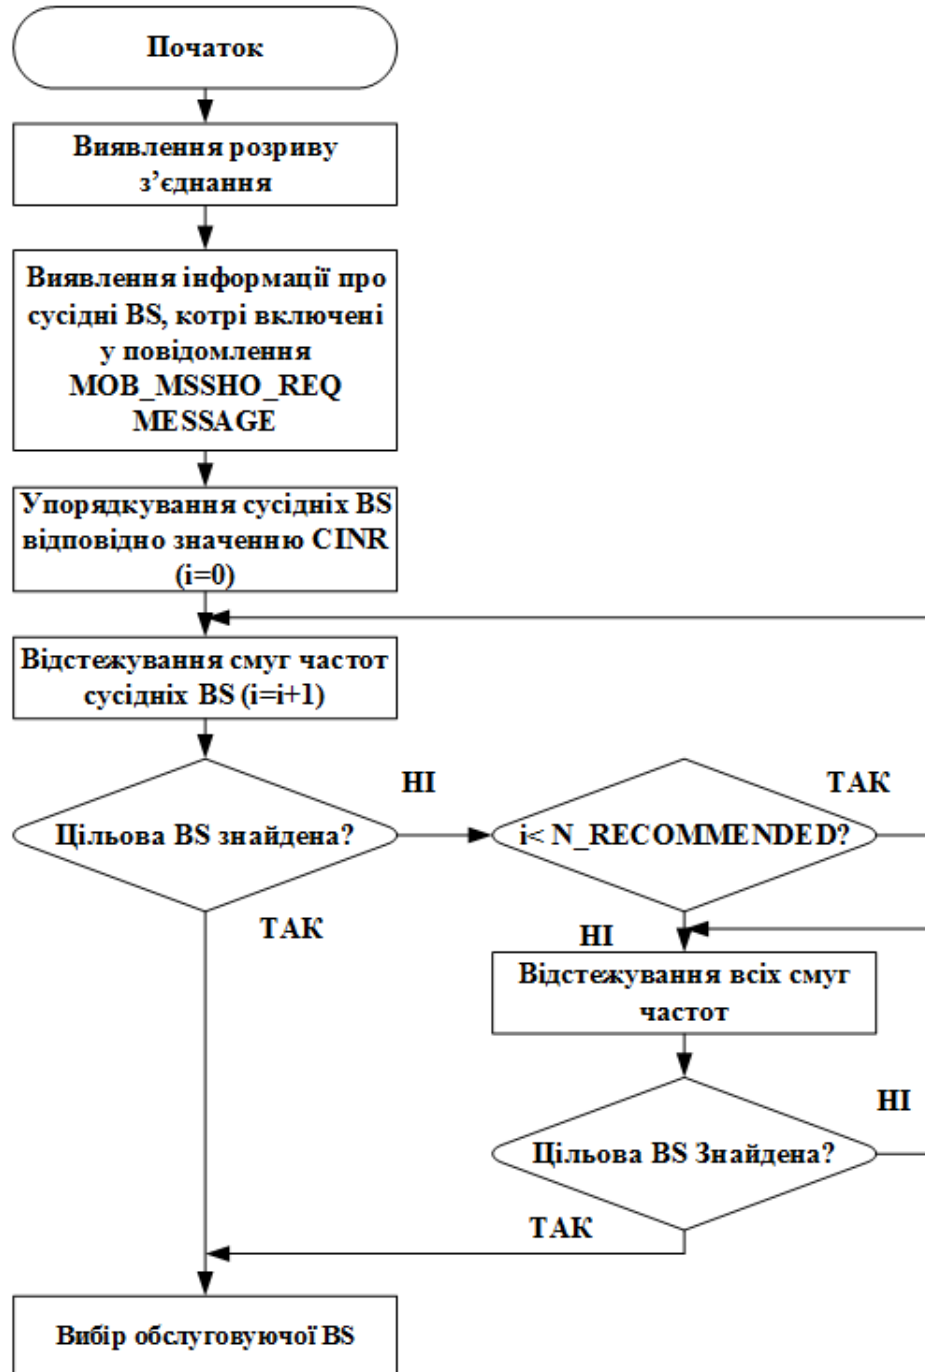 Початок
Виявлення розриву
з’єднання
Виявлення інформації про
сусідні BS, котрі включені
у повідомлення
MOB_MSSHO_REQ
MESSAGE
Упорядкування сусідніх BS
відповідно значенню CINR
(i=0)
Відстежування смуг частот
сусідніх BS (i=i+1)
НІ
ТАК
Цільова BS знайдена?
i< N_RECOMMENDED?
ТАК
НІ
Відстежування всіх смуг
частот
НІ
Цільова BS Знайдена?
ТАК
Вибір обслуговуючої BS